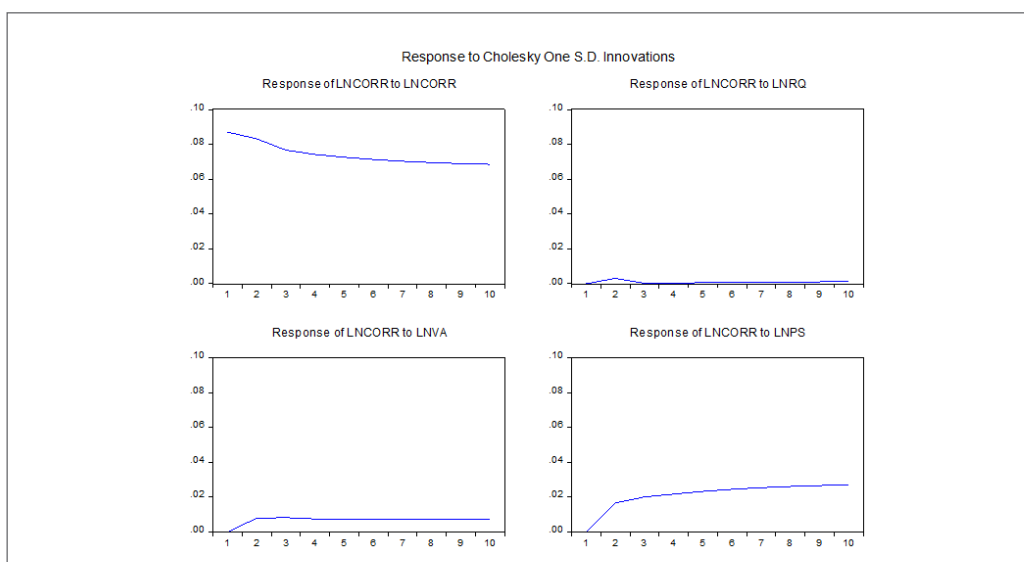 Response to Cholesky One S.D. Innovations
Response of LNCORR to LNCORR
.10
.08
.06
.04
.02
.00
1 2 3 4 5 6 7 8 9 10
Response of LNCORR to LNRQ
.10
.08
.06
.04
.02
.00
1 2 3 4 5 6 7 8 9 10
Response of LNCORR to LNVA
.10
.08
.06
.04
.02
.00
1 2 3 4 5 6 7 8 9 10
Response of LNCORR to LNPS
.10
.08
.06
.04
.02
.00
1 2 3 4 5 6 7 8 9 10